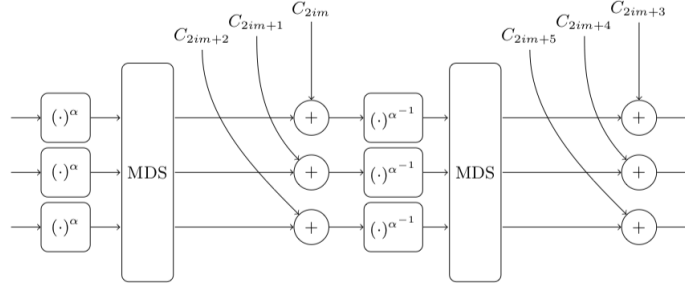 C_{2im} C_{2im+3}
C_{2im+1} C_{2im+4}
C_{2im+2} C_{2im+5}
(·)^α + (·)^{α^{-1}} +
(·)^α MDS + (·)^{α^{-1}} MDS +
(·)^α + (·)^{α^{-1}} +